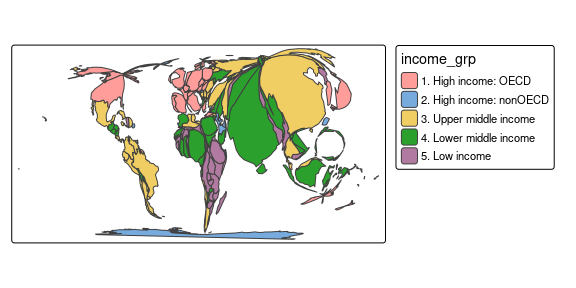 income_grp
1. High income: OECD
2. High income: nonOECD
3. Upper middle income
4. Lower middle income
5. Low income